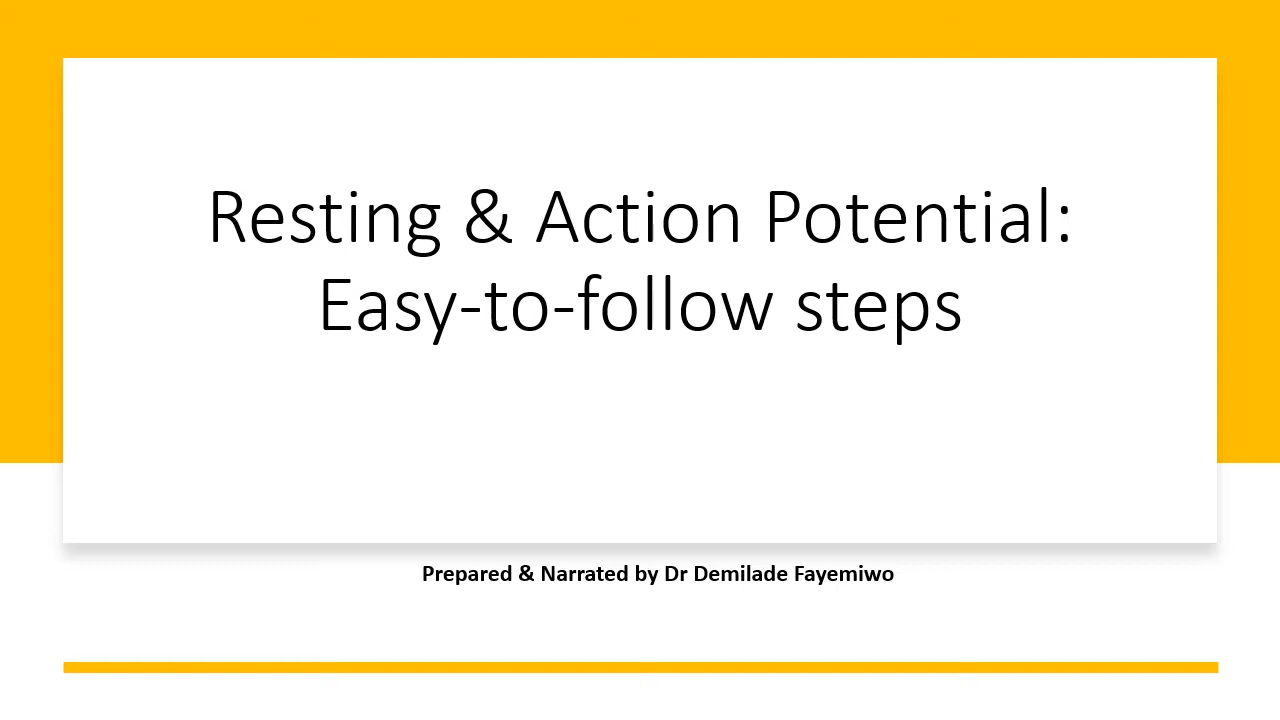 Resting & Action Potential:
Easy-to-follow steps
Prepared & Narrated by Dr Demilade Fayemiwo